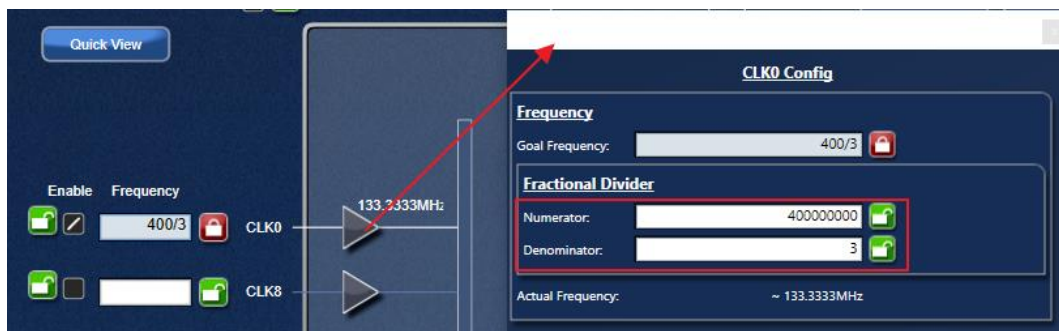 Quick View
Enable Frequency
400/3 CLK0 133.3333MHz
CLK8
CLK0 Config
Frequency
Goal Frequency: 400/3
Fractional Divider
Numerator: 400000000
Denominator: 3
Actual Frequency: ~ 133.3333MHz